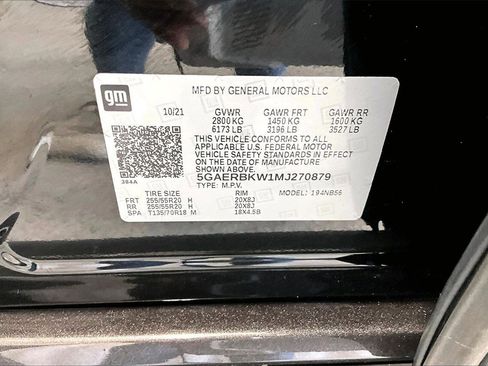 gm
MFD BY GENERAL MOTORS LLC
10/21 GVWR GAWR FRT GAWR RR
2800 KG 1450 KG 1600 KG
6173 LB 3196 LB 3527 LB
THIS VEHICLE CONFORMS TO ALL
APPLICABLE U.S. FEDERAL MOTOR
VEHICLE SAFETY STANDARDS IN EFFECT
ON THE DATE OF MANUFACTURE
SHOWN ABOVE
5GAERBKW1MJ270879
384A TYPE: M.P.V. MODEL: 194NB56
TIRE SIZE RIM
FRT 255/55R20 H 20X8J
RR 255/55R20 H 20X8J
SPA T135/70R18 M 18X4.5B